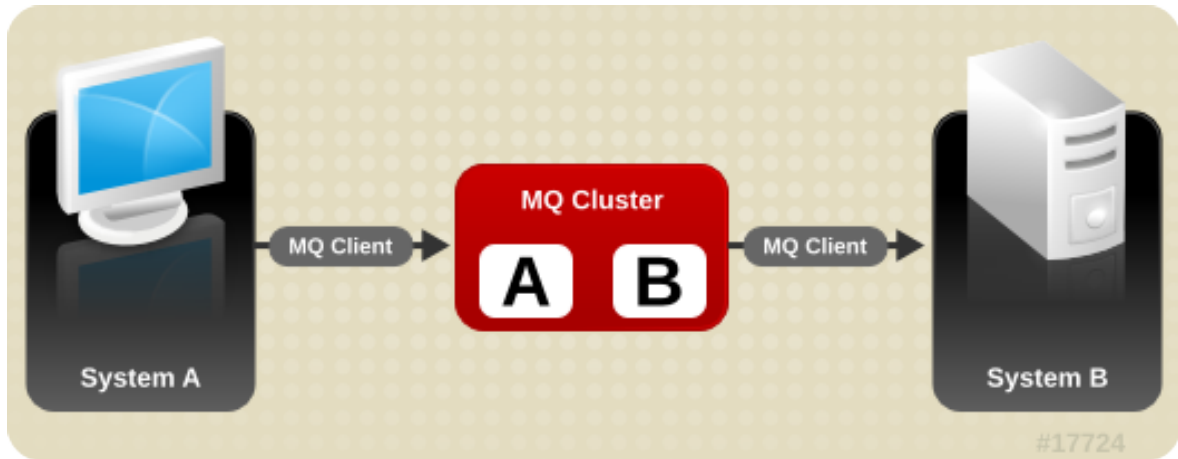 MQ Cluster
MQ Client
A B
MQ Client
System A
System B
#17724